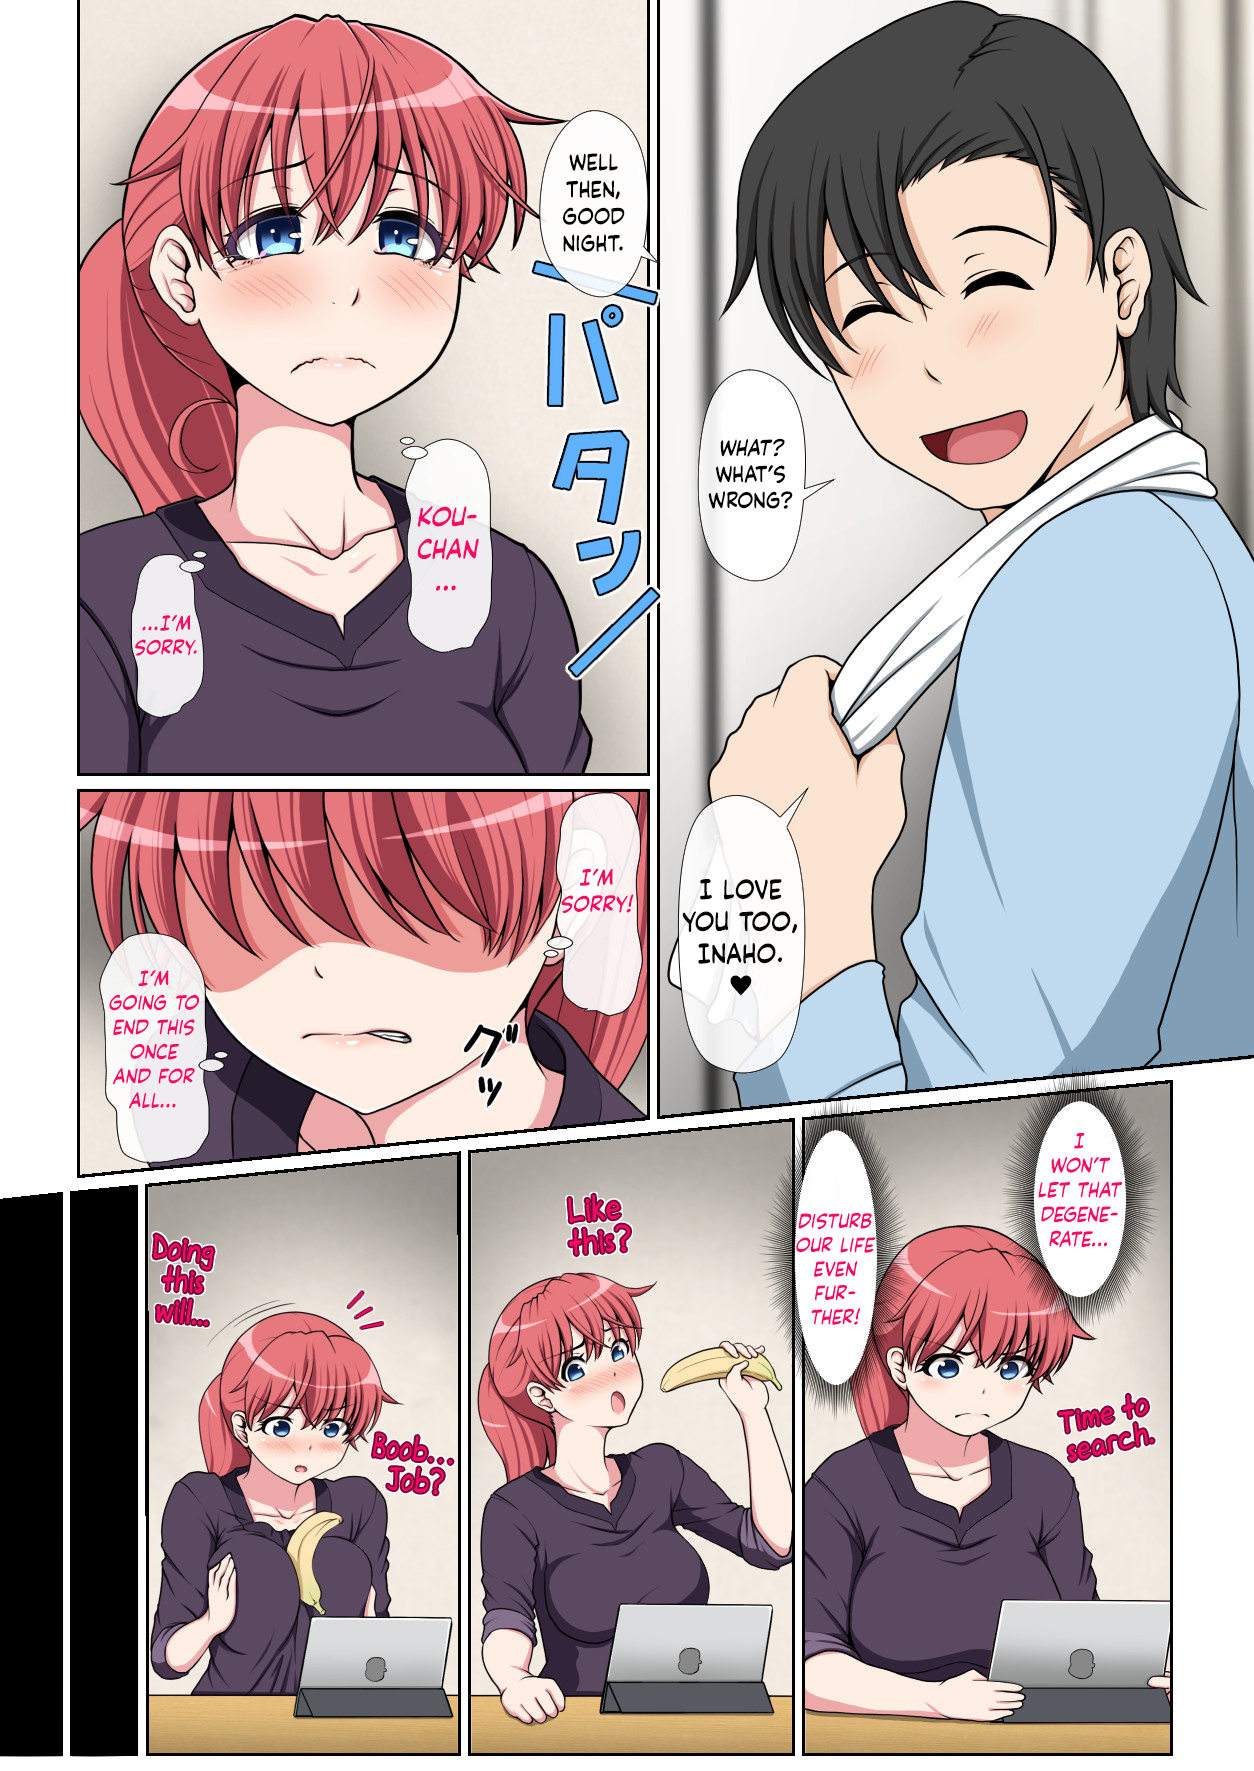 WHAT?
WHAT'S
WRONG?
I LOVE
YOU TOO,
INAHO.
♥
WELL
THEN,
GOOD
NIGHT.
パタン
KOU-
CHAN
...
...I'M
SORRY.
I'M
SORRY!
I'M
GOING TO
END THIS
ONCE
AND FOR
ALL...
グッ
I
WON'T
LET THAT
DEGENE-
RATE...
DISTURB
OUR LIFE
EVEN
FUR-
THER!
Time to
search.
Like
this?
Boob...
Job?
Doing
this
will...